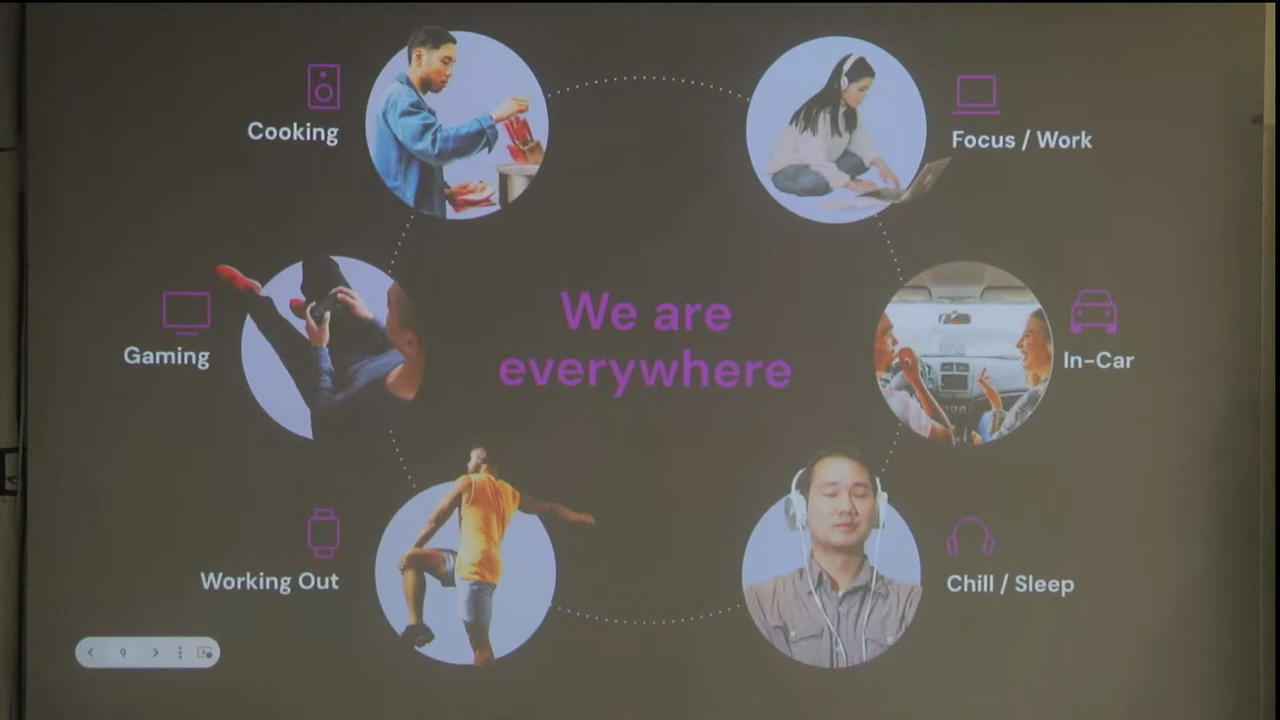 Cooking
Focus / Work
We are
everywhere
Gaming
In-Car
Working Out
Chill / Sleep
9